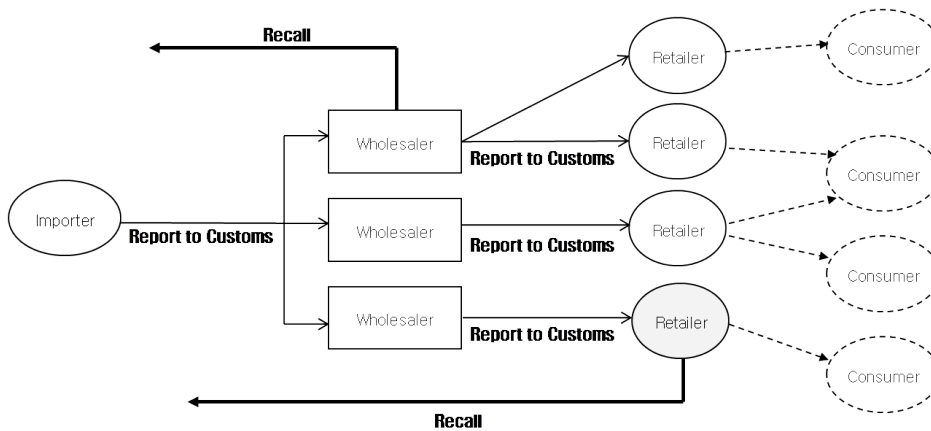 Recall
Retailer
Consumer
Wholesaler
Report to Customs
Retailer
Consumer
Importer
Report to Customs
Wholesaler
Report to Customs
Retailer
Consumer
Wholesaler
Report to Customs
Retailer
Consumer
Recall